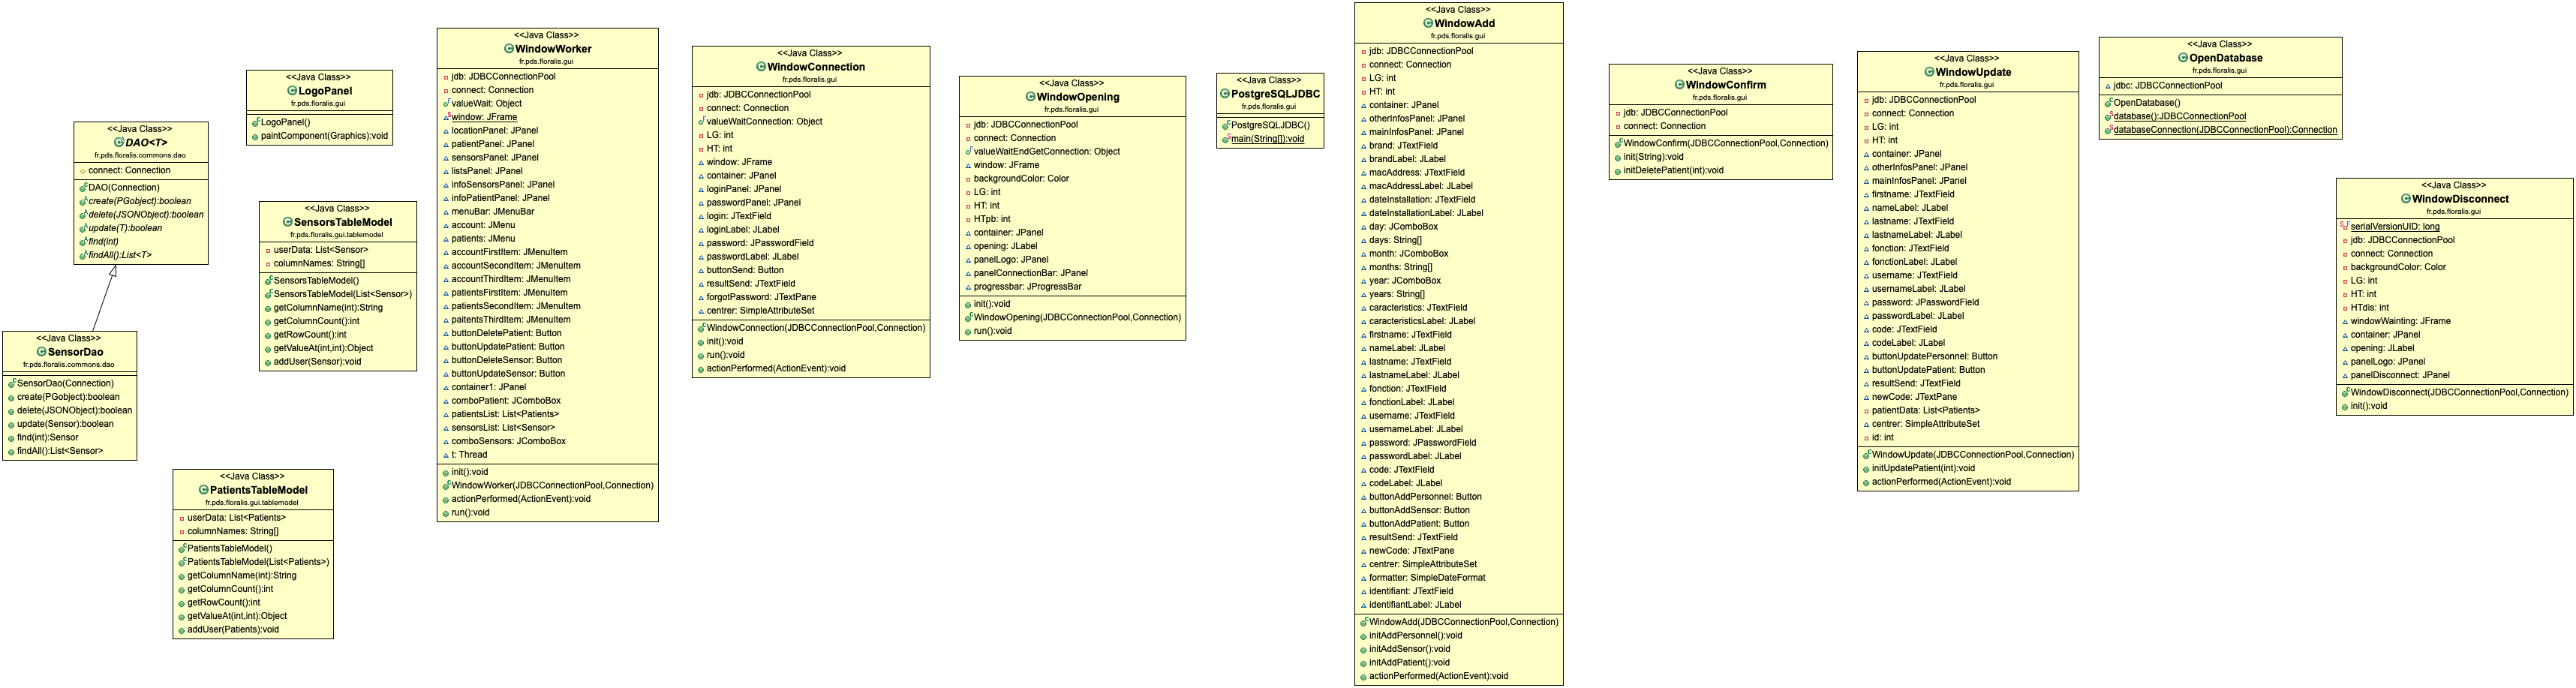 <<Java Class>>
DAO<T>
fr.pds.floralis.commons.dao
connect: Connection
DAO(Connection)
create(PGobject):boolean
delete(JSONObject):boolean
update(T):boolean
find(int)
findAll():List<T>
<<Java Class>>
SensorDao
fr.pds.floralis.commons.dao
SensorDao(Connection)
create(PGobject):boolean
delete(JSONObject):boolean
update(Sensor):boolean
find(int):Sensor
findAll():List<Sensor>
<<Java Class>>
LogoPanel
fr.pds.floralis.gui
LogoPanel()
paintComponent(Graphics):void
<<Java Class>>
SensorsTableModel
fr.pds.floralis.gui.tablemodel
userData: List<Sensor>
columnNames: String[]
SensorsTableModel()
SensorsTableModel(List<Sensor>)
getColumnName(int):String
getColumnCount():int
getRowCount():int
getValueAt(int,int):Object
addUser(Sensor):void
<<Java Class>>
PatientsTableModel
fr.pds.floralis.gui.tablemodel
userData: List<Patients>
columnNames: String[]
PatientsTableModel()
PatientsTableModel(List<Patients>)
getColumnName(int):String
getColumnCount():int
getRowCount():int
getValueAt(int,int):Object
addUser(Patients):void
<<Java Class>>
WindowWorker
fr.pds.floralis.gui
jdb: JDBCConnectionPool
connect: Connection
valueWait: Object
window: JFrame
locationPanel: JPanel
patientPanel: JPanel
sensorsPanel: JPanel
listsPanel: JPanel
infoSensorsPanel: JPanel
infoPatientPanel: JPanel
menuBar: JMenuBar
account: JMenu
patients: JMenu
accountFirstItem: JMenuItem
accountSecondItem: JMenuItem
accountThirdItem: JMenuItem
patientsFirstItem: JMenuItem
patientsSecondItem: JMenuItem
paitentsThirdItem: JMenuItem
buttonDeletePatient: Button
buttonUpdatePatient: Button
buttonDeleteSensor: Button
buttonUpdateSensor: Button
container1: JPanel
comboPatient: JComboBox
patientsList: List<Patients>
sensorsList: List<Sensor>
comboSensors: JComboBox
t: Thread
init():void
WindowWorker(JDBCConnectionPool,Connection)
actionPerformed(ActionEvent):void
run():void
<<Java Class>>
WindowConnection
fr.pds.floralis.gui
jdb: JDBCConnectionPool
connect: Connection
valueWaitConnection: Object
LG: int
HT: int
window: JFrame
container: JPanel
loginPanel: JPanel
passwordPanel: JPanel
login: JTextField
loginLabel: JLabel
password: JPasswordField
passwordLabel: JLabel
buttonSend: Button
resultSend: JTextField
forgotPassword: JTextPane
centrer: SimpleAttributeSet
WindowConnection(JDBCConnectionPool,Connection)
init():void
run():void
actionPerformed(ActionEvent):void
<<Java Class>>
WindowOpening
fr.pds.floralis.gui
jdb: JDBCConnectionPool
connect: Connection
valueWaitEndGetConnection: Object
window: JFrame
backgroundColor: Color
LG: int
HT: int
HTpb: int
container: JPanel
opening: JLabel
panelLogo: JPanel
panelConnectionBar: JPanel
progressbar: JProgressBar
init():void
WindowOpening(JDBCConnectionPool,Connection)
run():void
<<Java Class>>
PostgreSQLJDBC
fr.pds.floralis.gui
PostgreSQLJDBC()
main(String[]):void
<<Java Class>>
WindowAdd
fr.pds.floralis.gui
jdb: JDBCConnectionPool
connect: Connection
LG: int
HT: int
container: JPanel
otherInfosPanel: JPanel
mainInfosPanel: JPanel
brand: JTextField
brandLabel: JLabel
macAddress: JTextField
macAddressLabel: JLabel
dateInstallation: JTextField
dateInstallationLabel: JLabel
day: JComboBox
days: String[]
month: JComboBox
months: String[]
year: JComboBox
years: String[]
caracteristics: JTextField
caracteristicsLabel: JLabel
firstname: JTextField
nameLabel: JLabel
lastname: JTextField
lastnameLabel: JLabel
fonction: JTextField
fonctionLabel: JLabel
username: JTextField
usernameLabel: JLabel
password: JPasswordField
passwordLabel: JLabel
code: JTextField
codeLabel: JLabel
buttonAddPersonnel: Button
buttonAddSensor: Button
buttonAddPatient: Button
resultSend: JTextField
newCode: JTextPane
centrer: SimpleAttributeSet
formatter: SimpleDateFormat
identifiant: JTextField
identifiantLabel: JLabel
WindowAdd(JDBCConnectionPool,Connection)
initAddPersonnel():void
initAddSensor():void
initAddPatient():void
actionPerformed(ActionEvent):void
<<Java Class>>
WindowConfirm
fr.pds.floralis.gui
jdb: JDBCConnectionPool
connect: Connection
WindowConfirm(JDBCConnectionPool,Connection)
init(String):void
initDeletePatient(int):void
<<Java Class>>
WindowUpdate
fr.pds.floralis.gui
jdb: JDBCConnectionPool
connect: Connection
LG: int
HT: int
container: JPanel
otherInfosPanel: JPanel
mainInfosPanel: JPanel
firstname: JTextField
nameLabel: JLabel
lastname: JTextField
lastnameLabel: JLabel
fonction: JTextField
fonctionLabel: JLabel
username: JTextField
usernameLabel: JLabel
password: JPasswordField
passwordLabel: JLabel
code: JTextField
codeLabel: JLabel
buttonUpdatePersonnel: Button
buttonUpdatePatient: Button
resultSend: JTextField
newCode: JTextPane
patientData: List<Patients>
centrer: SimpleAttributeSet
id: int
WindowUpdate(JDBCConnectionPool,Connection)
initUpdatePatient(int):void
actionPerformed(ActionEvent):void
<<Java Class>>
OpenDatabase
fr.pds.floralis.gui
jdbc: JDBCConnectionPool
OpenDatabase()
database():JDBCConnectionPool
databaseConnection(JDBCConnectionPool):Connection
<<Java Class>>
WindowDisconnect
fr.pds.floralis.gui
serialVersionUID: long
jdb: JDBCConnectionPool
connect: Connection
backgroundColor: Color
LG: int
HT: int
HTdis: int
windowWainting: JFrame
container: JPanel
opening: JLabel
panelLogo: JPanel
panelDisconnect: JPanel
WindowDisconnect(JDBCConnectionPool,Connection)
init():void